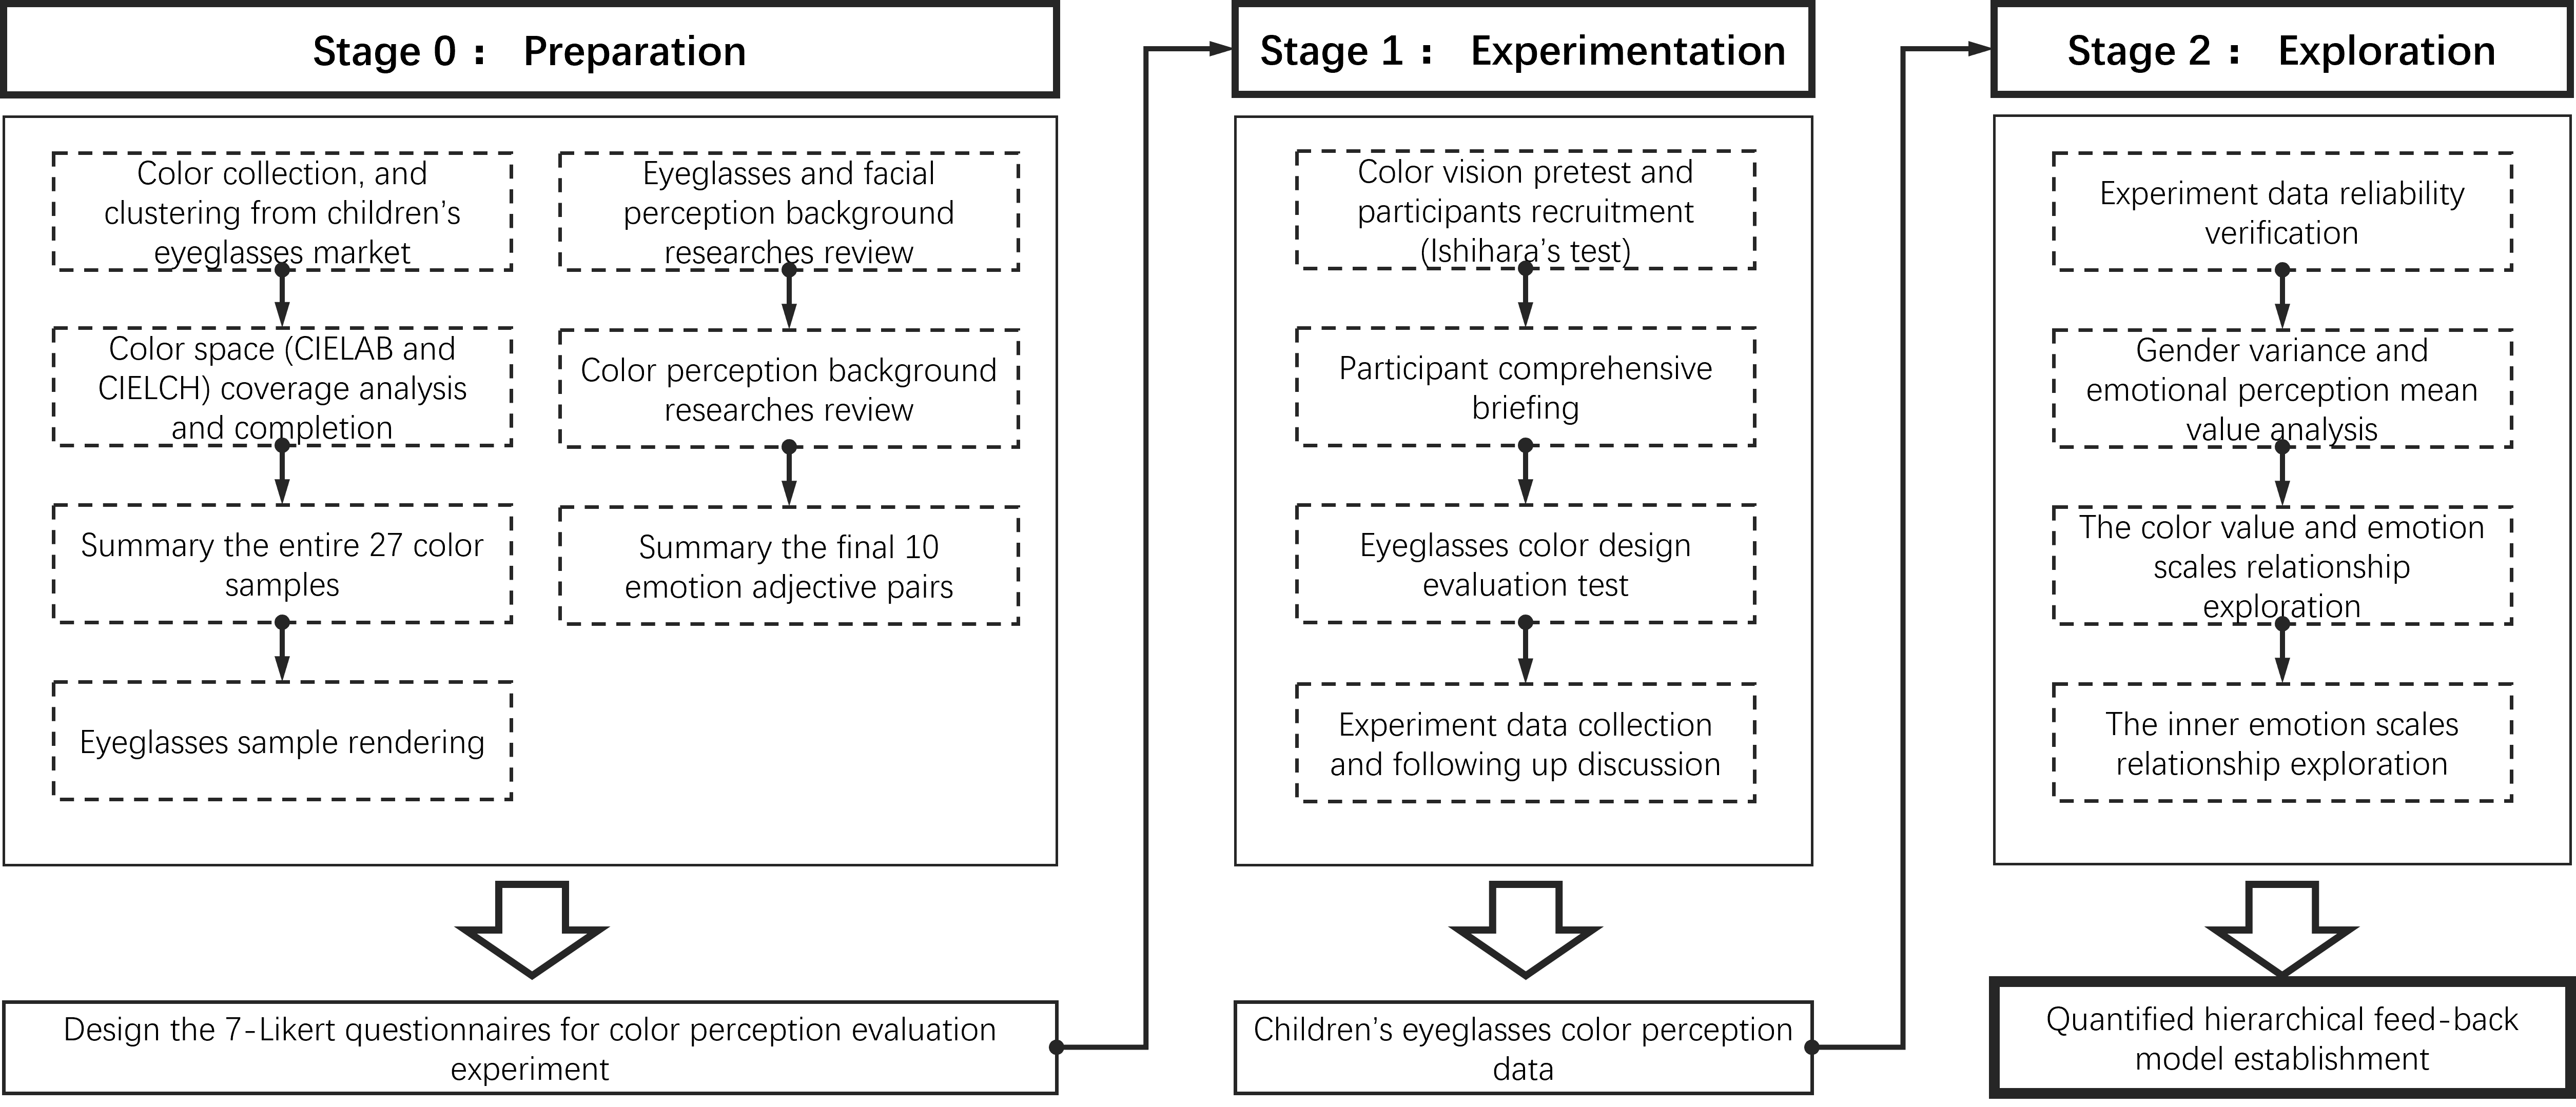 Stage 0： Preparation
Color collection, and
clustering from children’s
eyeglasses market
Color space (CIELAB and
CIELCH) coverage analysis
and completion
Summary the entire 27 color
samples
Eyeglasses sample rendering
Eyeglasses and facial
perception background
researches review
Color perception background
researches review
Summary the final 10
emotion adjective pairs
Design the 7-Likert questionnaires for color perception evaluation
experiment
Stage 1： Experimentation
Color vision pretest and
participants recruitment
(Ishihara’s test)
Participant comprehensive
briefing
Eyeglasses color design
evaluation test
Experiment data collection
and following up discussion
Children’s eyeglasses color perception
data
Stage 2： Exploration
Experiment data reliability
verification
Gender variance and
emotional perception mean
value analysis
The color value and emotion
scales relationship
exploration
The inner emotion scales
relationship exploration
Quantified hierarchical feed-back
model establishment